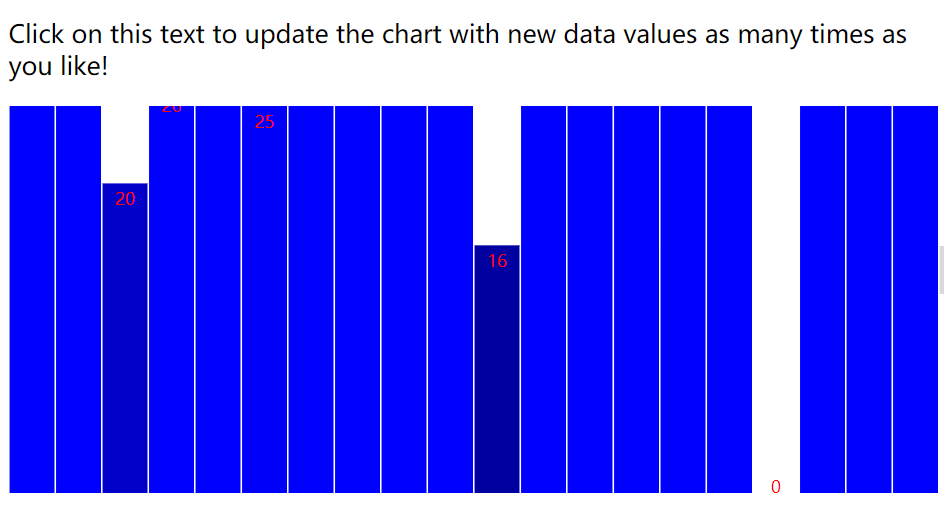 Click on this text to update the chart with new data values as many times as
you like!
25
20
16
0